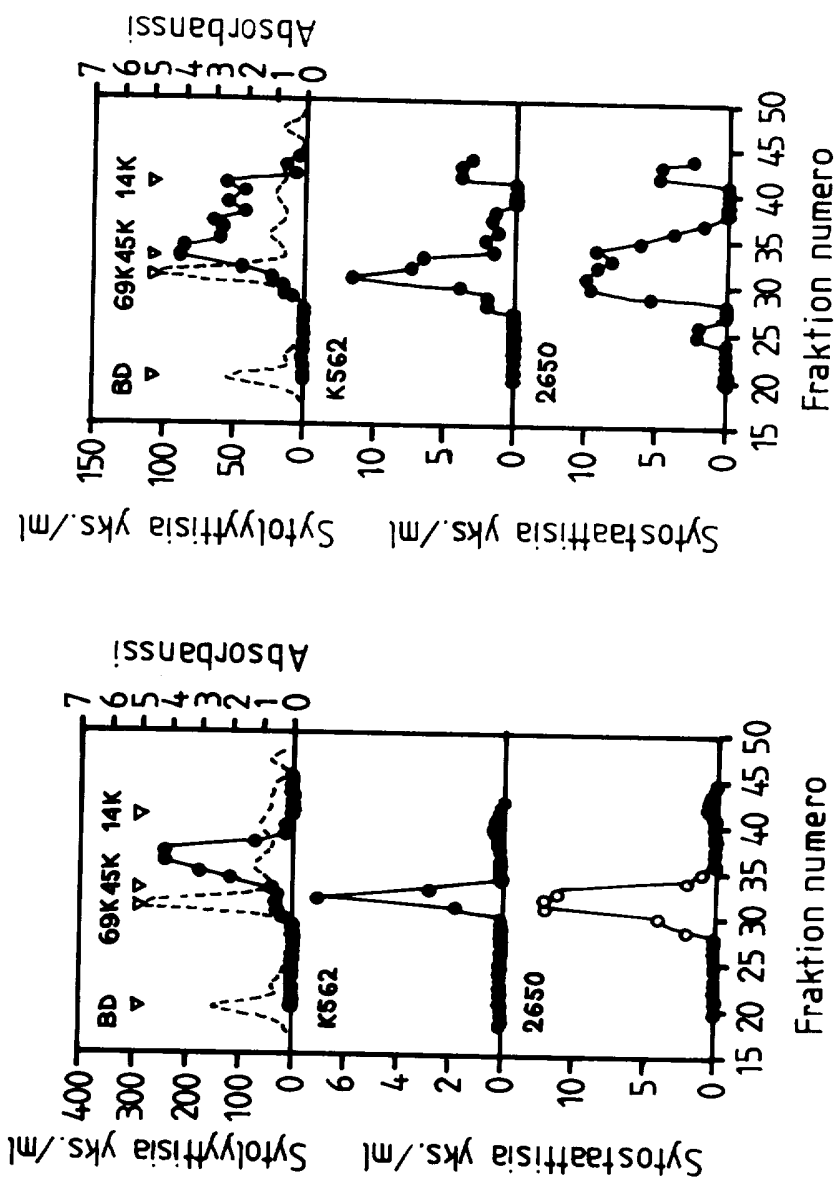 Sytolyyttisia yks./ml
Absorbanssi
400
300
200
100
0
7
6
5
4
3
2
1
0
BD
69K
45K
14K
K562
Sytostaattisia yks./ml
6
4
2
0
2650
10
5
0
15 20 25 30 35 40 45 50
Fraktion numero
Sytolyyttisia yks./ml
Absorbanssi
150
100
50
0
7
6
5
4
3
2
1
0
BD
69K
45K
14K
K562
Sytostaattisia yks./ml
10
5
0
2650
10
5
0
15 20 25 30 35 40 45 50
Fraktion numero